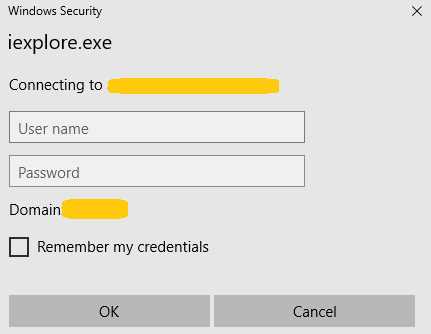 Windows Security
iexplore.exe
Connecting to
User name
Password
Domain
Remember my credentials
OK
Cancel